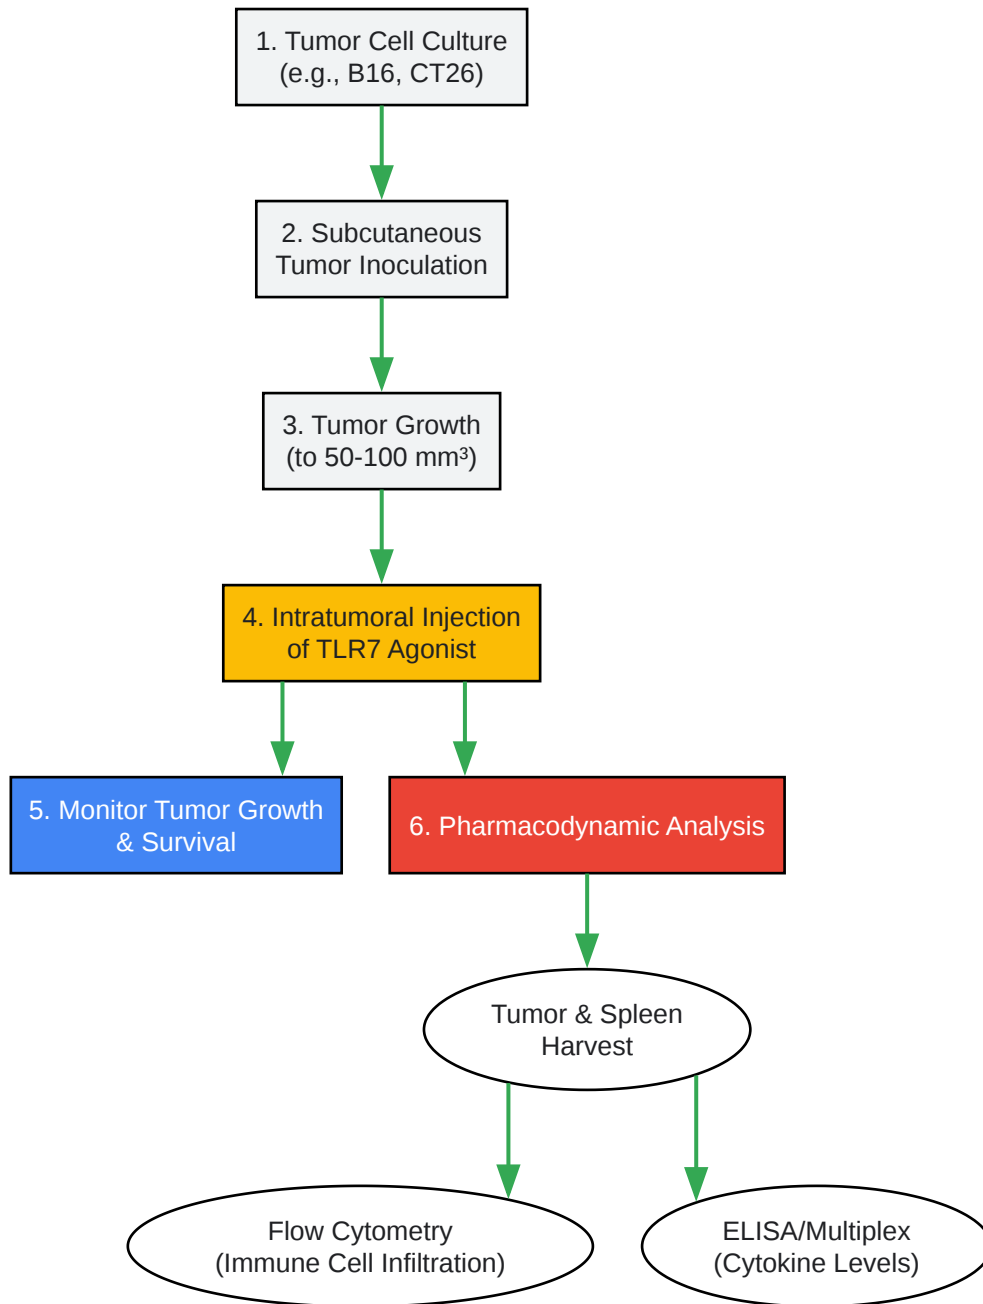 1. Tumor Cell Culture
(e.g., B16, CT26)
2. Subcutaneous
Tumor Inoculation
3. Tumor Growth
(to 50-100 mm³)
4. Intratumoral Injection
of TLR7 Agonist
5. Monitor Tumor Growth
& Survival
6. Pharmacodynamic Analysis
Tumor & Spleen
Harvest
Flow Cytometry
(Immune Cell Infiltration)
ELISA/Multiplex
(Cytokine Levels)